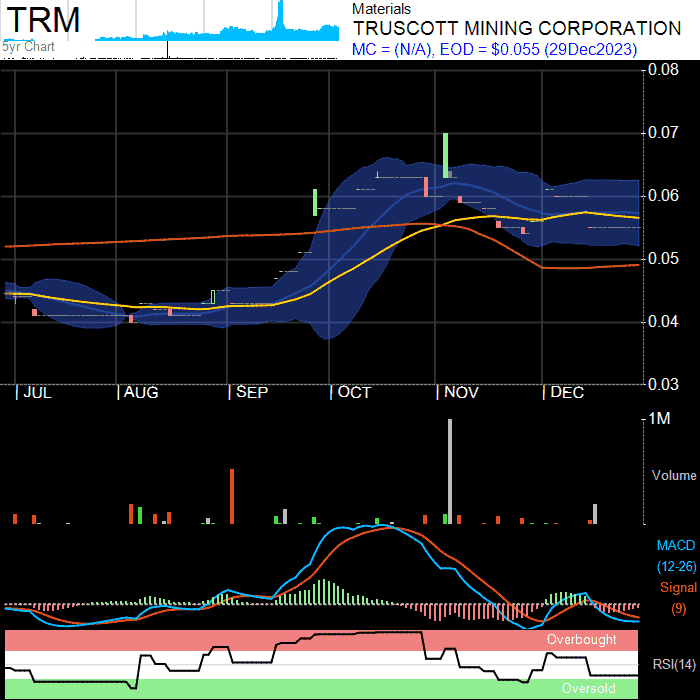 TRM
5yr Chart
Materials
TRUSCOTT MINING CORPORATION
MC = (N/A), EOD = $0.055 (29Dec2023)
0.08
0.07
0.06
0.05
0.04
0.03
JUL AUG SEP OCT NOV DEC
1M
Volume
MACD
(12-26)
Signal
(9)
Overbought
RSI(14)
Oversold